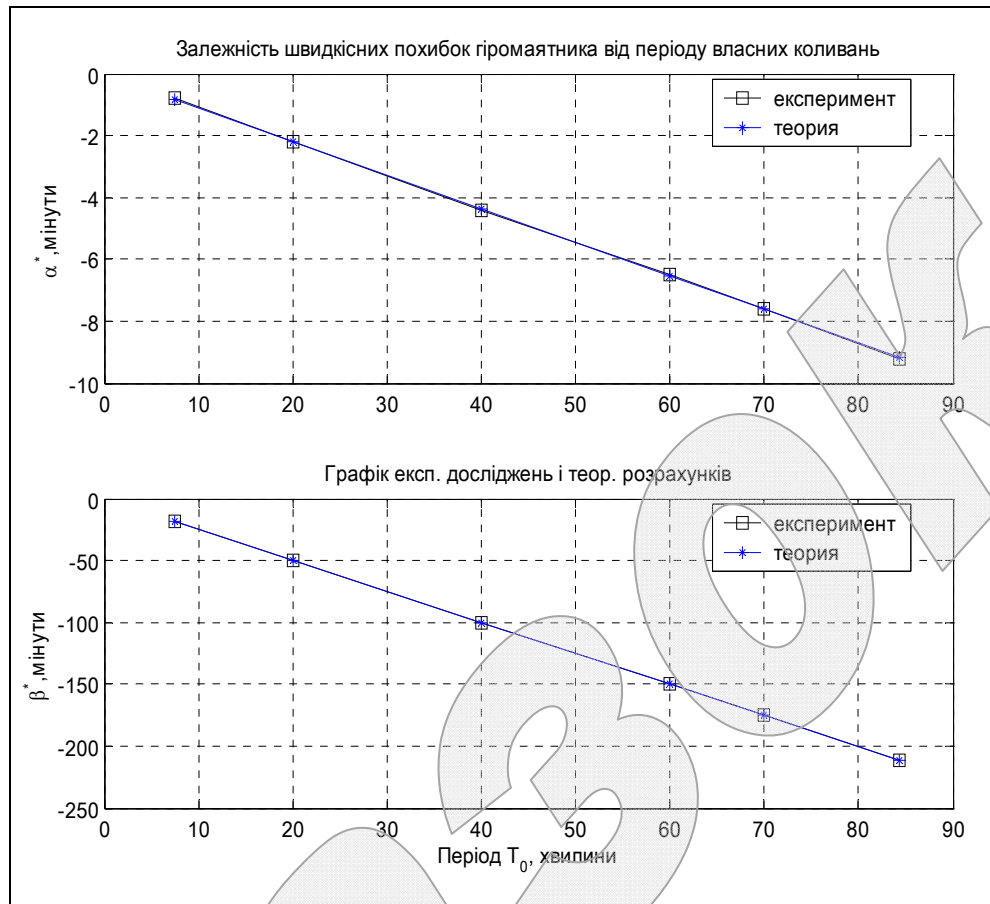 Залежність швидкісних похибок гіромаятника від періоду власних коливань
експеримент
теория
α*,мінути
0
-2
-4
-6
-8
-10
0 10 20 30 40 50 60 70 80 90
Графік експ. досліджень і теор. розрахунків
експеримент
теория
β*,мінути
0
-50
-100
-150
-200
-250
0 10 20 30 40 50 60 70 80 90
Період T0, хвилини